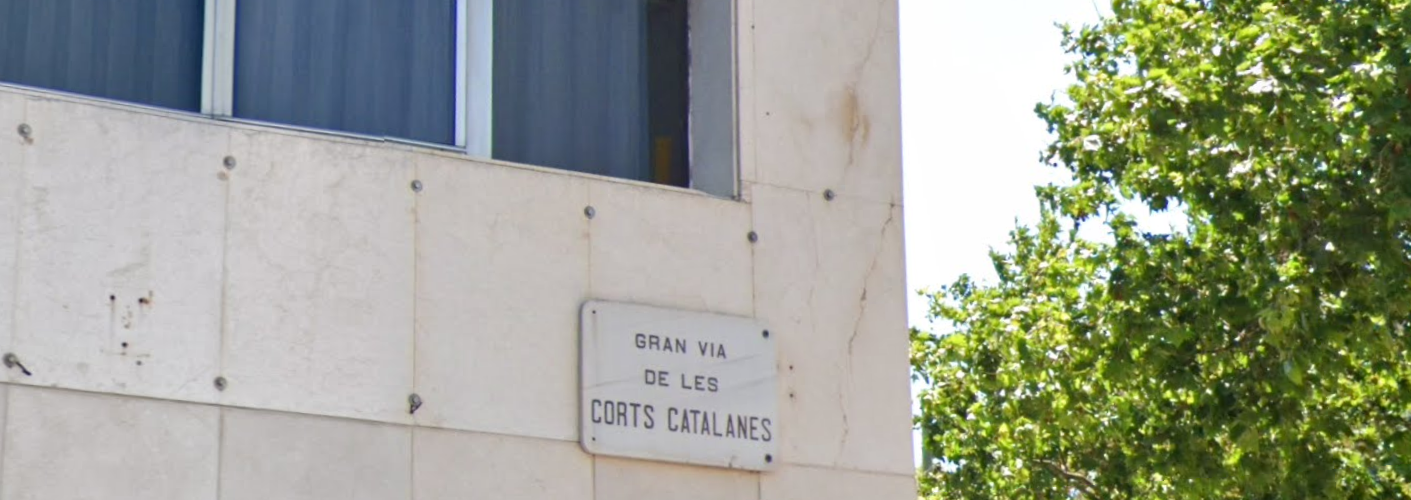 GRAN VIA
DE LES
CORTS CATALANES